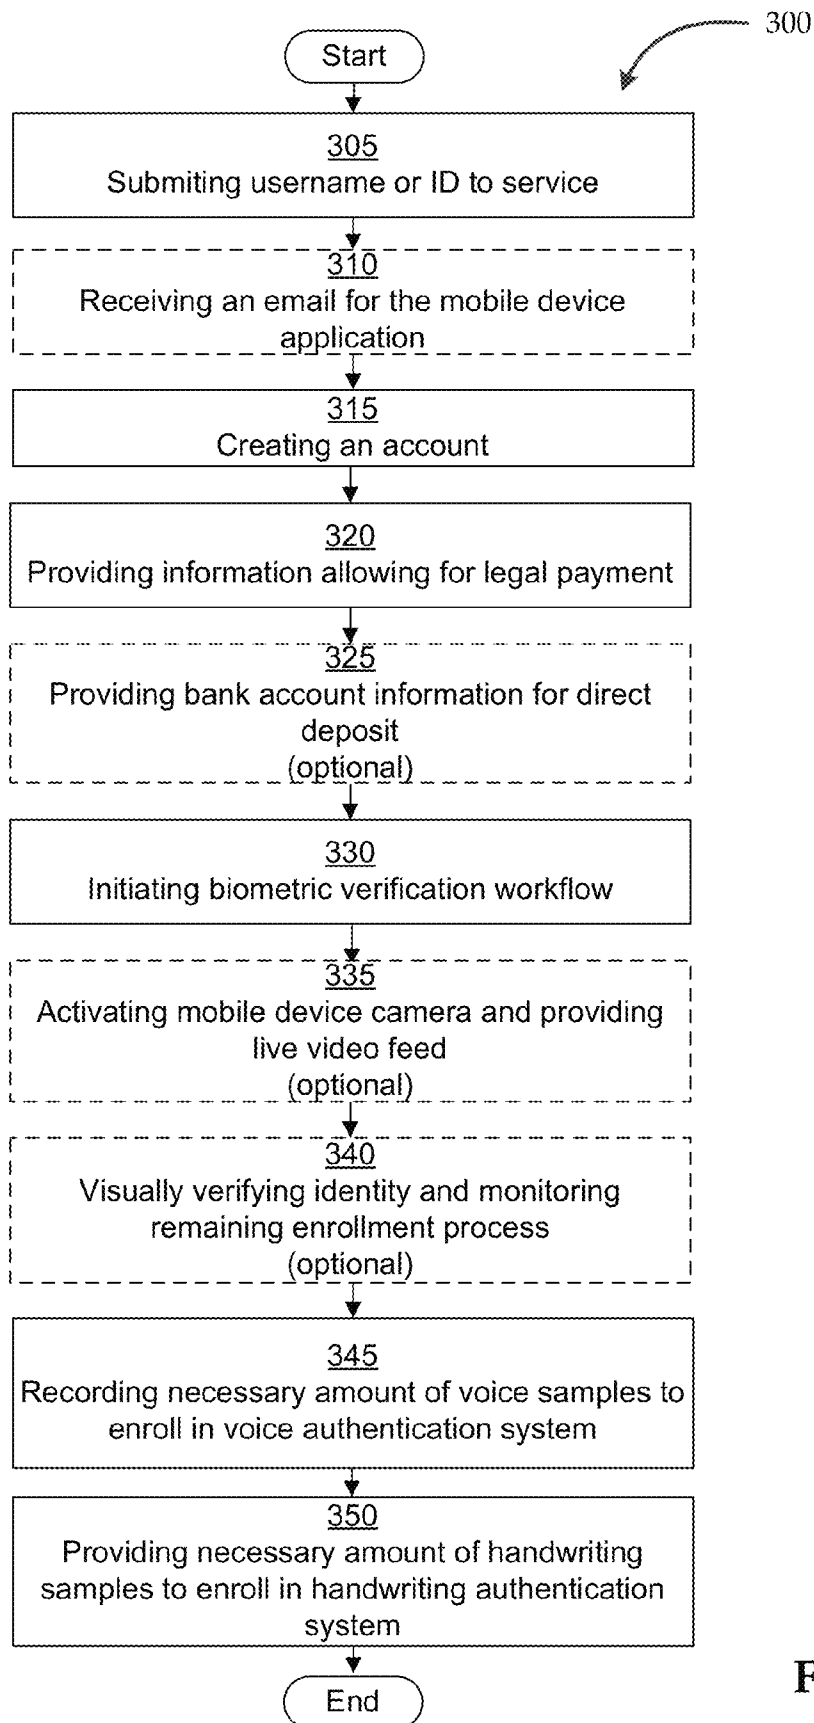 300
Start
305
Submiting username or ID to service
310
Receiving an email for the mobile device
application
315
Creating an account
320
Providing information allowing for legal payment
325
Providing bank account information for direct
deposit
(optional)
330
Initiating biometric verification workflow
335
Activating mobile device camera and providing
live video feed
(optional)
340
Visually verifying identity and monitoring
remaining enrollment process
(optional)
345
Recording necessary amount of voice samples to
enroll in voice authentication system
350
Providing necessary amount of handwriting
samples to enroll in handwriting authentication
system
End